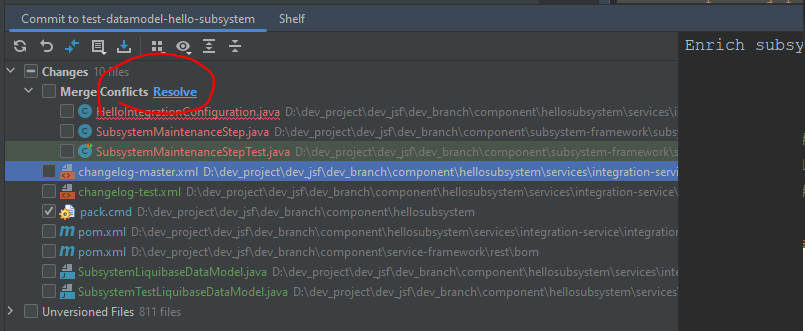 Commit to test-datamodel-hello-subsystem Shelf
Enrich subsy
Changes 10 files
Merge Conflicts Resolve
HelloIntegrationConfiguration.java D:\dev_project\dev_jsf\dev_branch\component\hellosubsystem\services\i
SubsystemMaintenanceStep.java D:\dev_project\dev_jsf\dev_branch\component\subsystem-framework\subs
SubsystemMaintenanceStepTest.java D:\dev_project\dev_jsf\dev_branch\component\subsystem-framework\s
changelog-master.xml D:\dev_project\dev_jsf\dev_branch\component\hellosubsystem\services\integration-servi
changelog-test.xml D:\dev_project\dev_jsf\dev_branch\component\hellosubsystem\services\integration-service\
pack.cmd D:\dev_project\dev_jsf\dev_branch\component\hellosubsystem
pom.xml D:\dev_project\dev_jsf\dev_branch\component\hellosubsystem\services\integration-service\integration
pom.xml D:\dev_project\dev_jsf\dev_branch\component\service-framework\rest\bom
SubsystemLiquibaseDataModel.java D:\dev_project\dev_jsf\dev_branch\component\hellosubsystem\services\
SubsystemTestLiquibaseDataModel.java D:\dev_project\dev_jsf\dev_branch\component\hellosubsystem\servi
Unversioned Files 811 files